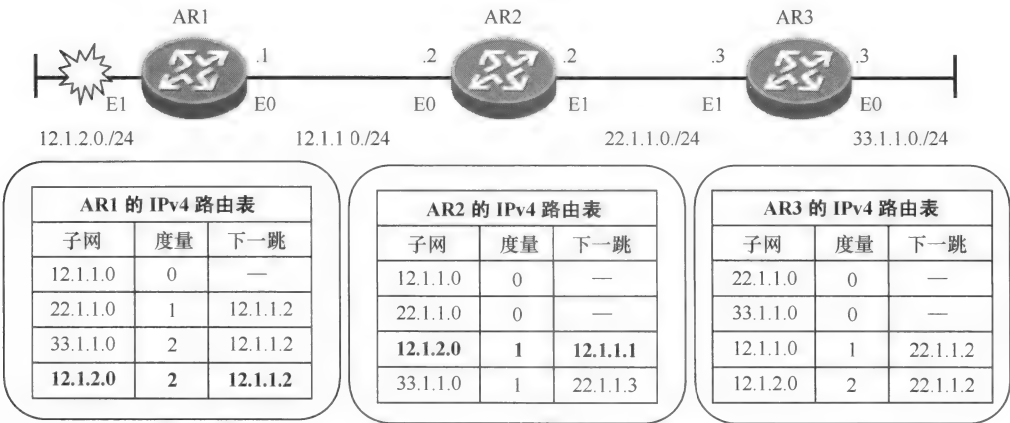 AR1 AR2 AR3
.1 .2 .2 .3 .3
E1 E0 E0 E1 E1 E0
12.1.2.0./24 12.1.1 0./24 22.1.1.0./24 33.1.1.0./24
AR1 的 IPv4 路由表
子网 度量 下一跳
12.1.1.0 0 —
22.1.1.0 1 12.1.1.2
33.1.1.0 2 12.1.1.2
12.1.2.0 2 12.1.1.2
AR2 的 IPv4 路由表
子网 度量 下一跳
12.1.1.0 0 —
22.1.1.0 0 —
12.1.2.0 1 12.1.1.1
33.1.1.0 1 22.1.1.3
AR3 的 IPv4 路由表
子网 度量 下一跳
22.1.1.0 0 —
33.1.1.0 0 —
12.1.1.0 1 22.1.1.2
12.1.2.0 2 22.1.1.2